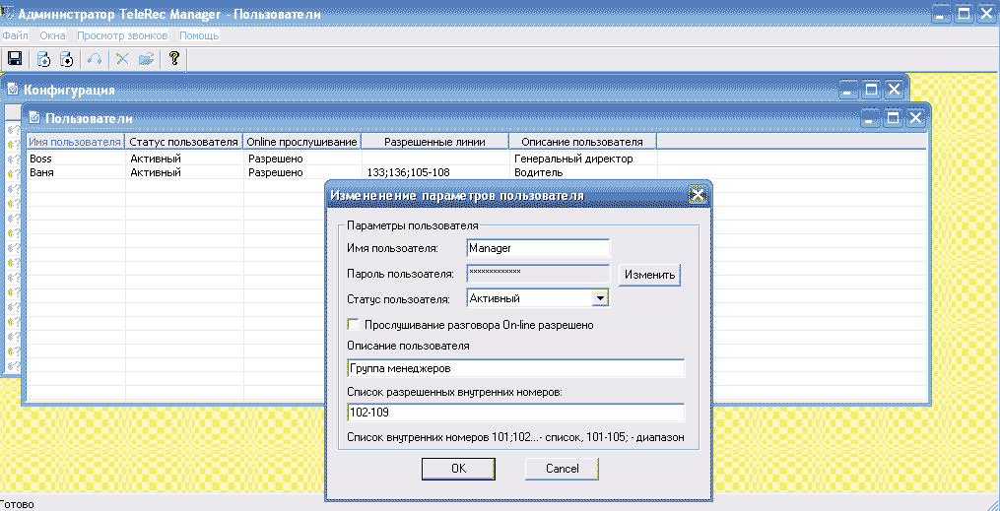 Администратор TeleRec Manager - Пользователи
Файл Окна Просмотр звонков Помощь
Конфигурация
Пользователи
Имя пользователя Статус пользователя Online прослушивание Разрешенные линии Описание пользователя
Boss Активный Разрешено Генеральный директор
Ваня Активный Разрешено 133;136;105-108 Водитель
Измененение параметров пользователя
Параметры пользователя
Имя пользоателя: Manager
Пароль пользоателя: ************* Изменить
Статус пользоателя: Активный
Прослушивание разговора On-line разрешено
Описание пользователя
Группа менеджеров
Список разрешенных внутренних номеров:
102-109
Список внутренних номеров 101;102...- список, 101-105; - диапазон
OK Cancel
Готово